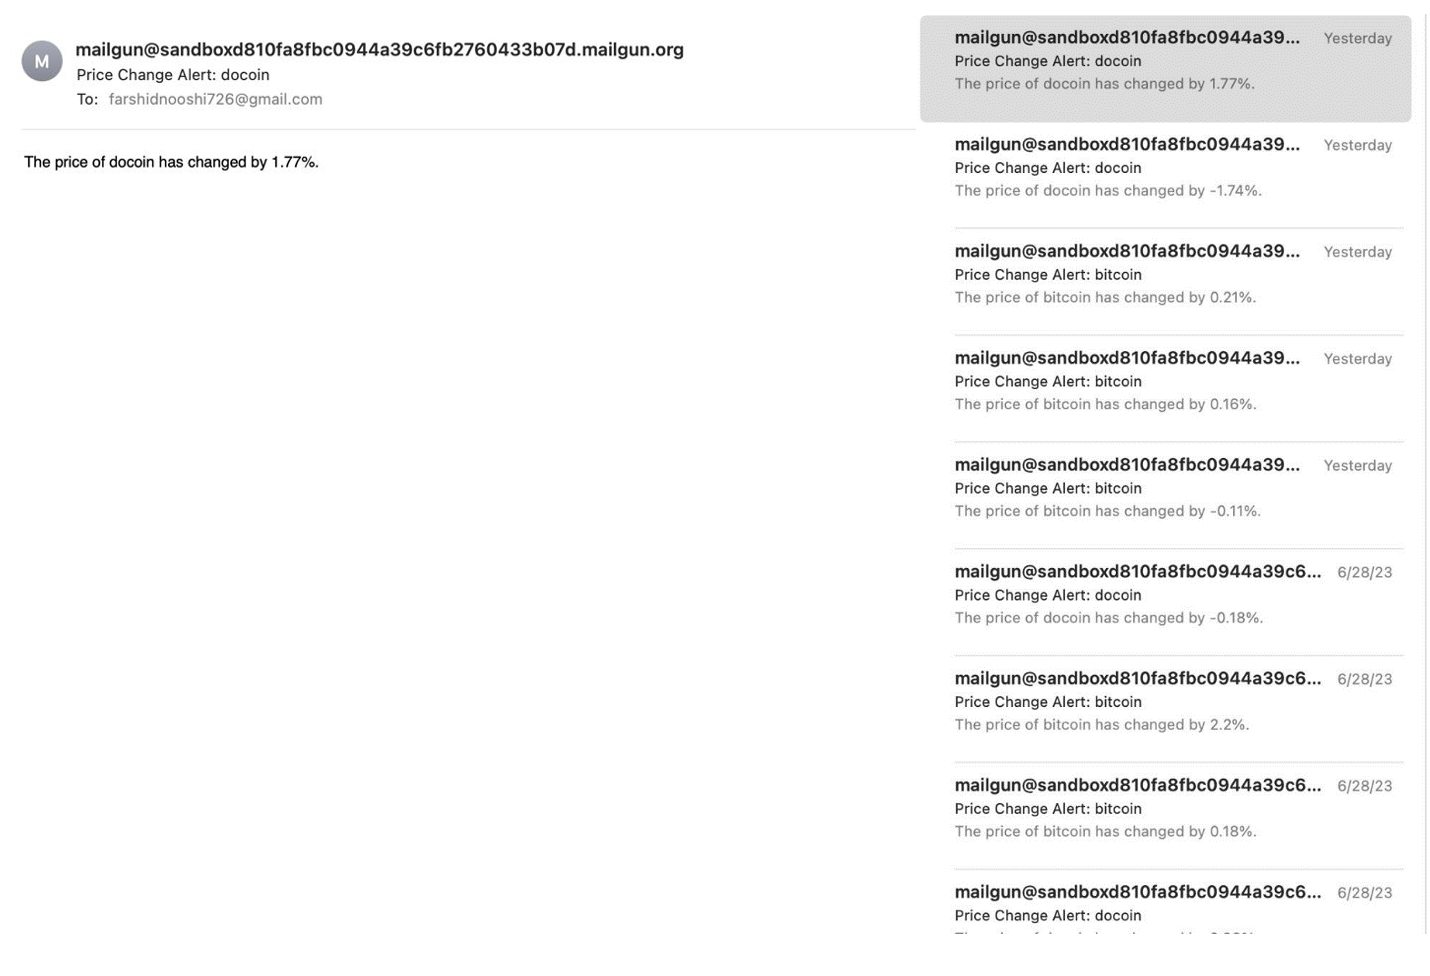 M
mailgun@sandboxd810fa8fbc0944a39c6fb2760433b07d.mailgun.org
Price Change Alert: docoin
To: farshidnooshi726@gmail.com
The price of docoin has changed by 1.77%.
mailgun@sandboxd810fa8fbc0944a39... Yesterday
Price Change Alert: docoin
The price of docoin has changed by 1.77%.
mailgun@sandboxd810fa8fbc0944a39... Yesterday
Price Change Alert: docoin
The price of docoin has changed by -1.74%.
mailgun@sandboxd810fa8fbc0944a39... Yesterday
Price Change Alert: bitcoin
The price of bitcoin has changed by 0.21%.
mailgun@sandboxd810fa8fbc0944a39... Yesterday
Price Change Alert: bitcoin
The price of bitcoin has changed by 0.16%.
mailgun@sandboxd810fa8fbc0944a39... Yesterday
Price Change Alert: bitcoin
The price of bitcoin has changed by -0.11%.
mailgun@sandboxd810fa8fbc0944a39c6... 6/28/23
Price Change Alert: docoin
The price of docoin has changed by -0.18%.
mailgun@sandboxd810fa8fbc0944a39c6... 6/28/23
Price Change Alert: bitcoin
The price of bitcoin has changed by 2.2%.
mailgun@sandboxd810fa8fbc0944a39c6... 6/28/23
Price Change Alert: bitcoin
The price of bitcoin has changed by 0.18%.
mailgun@sandboxd810fa8fbc0944a39c6... 6/28/23
Price Change Alert: docoin